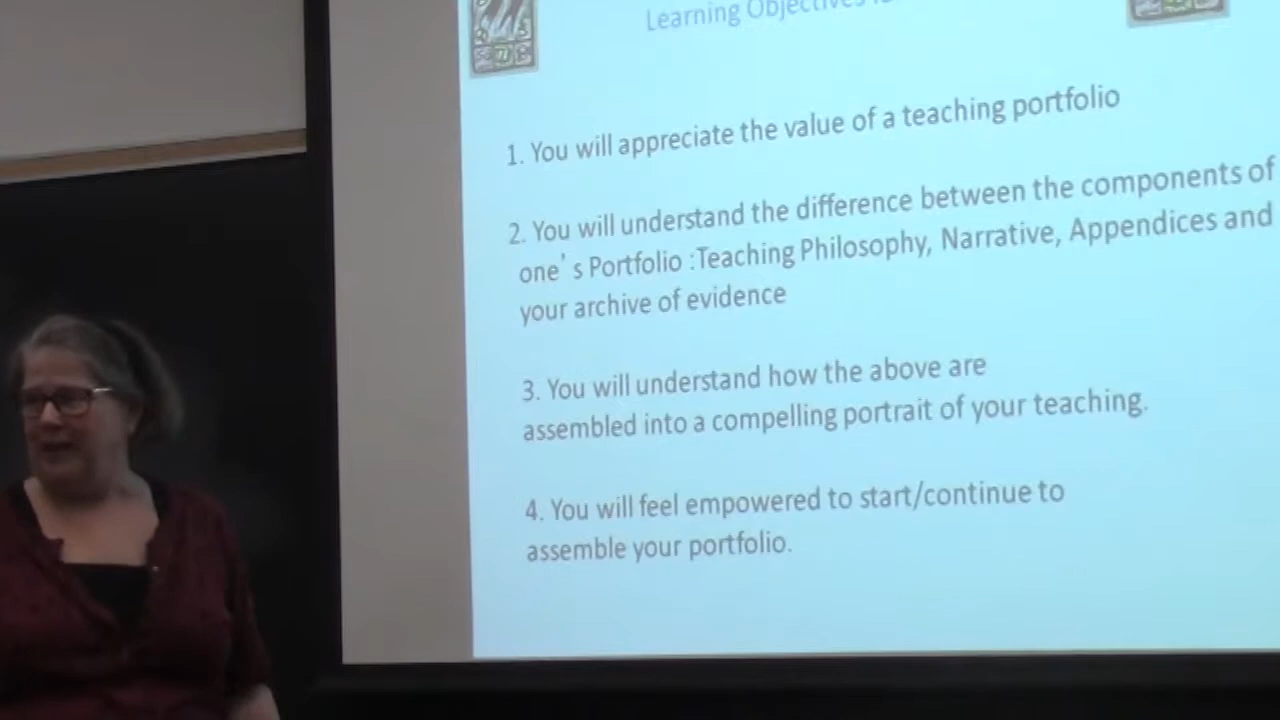 Learning Objectives
1. You will appreciate the value of a teaching portfolio
2. You will understand the difference between the components of
one's Portfolio :Teaching Philosophy, Narrative, Appendices and
your archive of evidence
3. You will understand how the above are
assembled into a compelling portrait of your teaching.
4. You will feel empowered to start/continue to
assemble your portfolio.